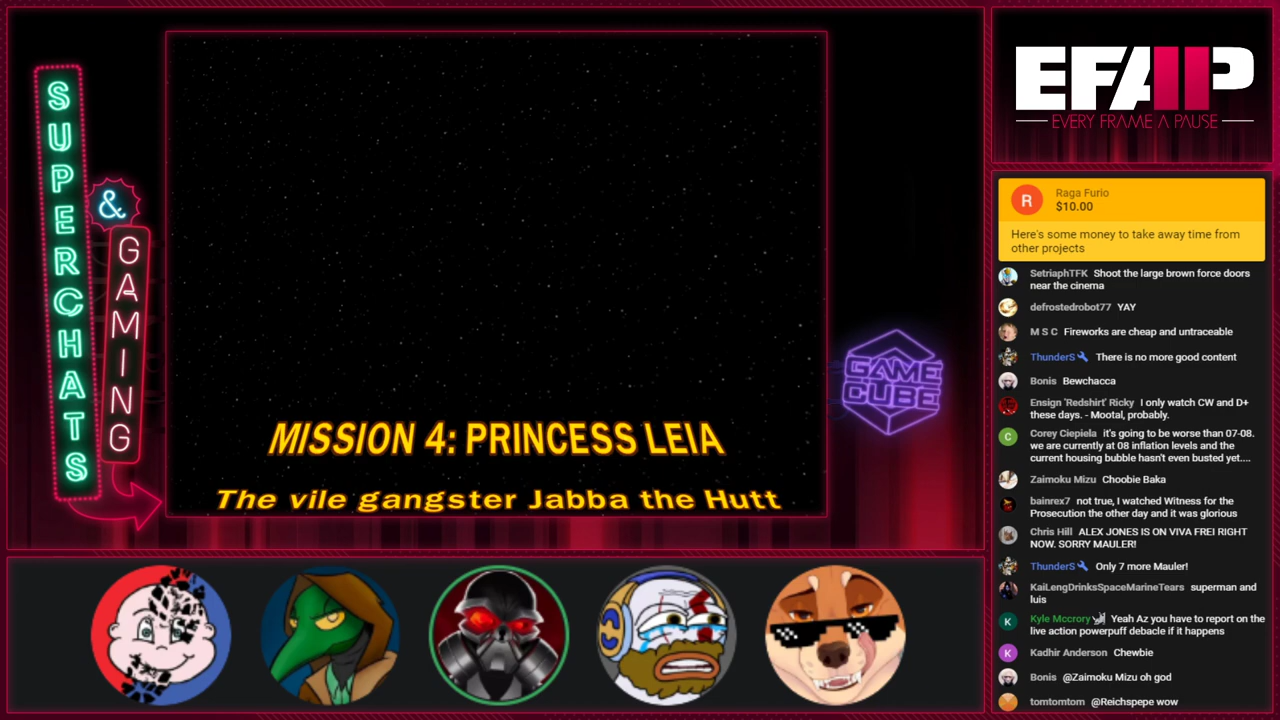 SUPERCHATS
&
GAMING
MISSION 4: PRINCESS LEIA
The vile gangster Jabba the Hutt
GAME
CUBE
EFAP
EVERY FRAME A PAUSE
R
Raga Furio
$10.00
Here's some money to take away time from
other projects
SetriaphTFK Shoot the large brown force doors
near the cinema
defrostedrobot77 YAY
M S C Fireworks are cheap and untraceable
ThunderS There is no more good content
Bonis Bewchacca
Ensign 'Redshirt' Ricky I only watch CW and D+
these days. - Mootal, probably.
C
Corey Ciepiela it's going to be worse than 07-08.
we are currently at 08 inflation levels and the
current housing bubble hasn't even busted yet....
Zaimoku Mizu Choobie Baka
bainrex7 not true, I watched Witness for the
Prosecution the other day and it was glorious
Chris Hill ALEX JONES IS ON VIVA FREI RIGHT
NOW. SORRY MAULER!
ThunderS Only 7 more Mauler!
KaiLengDrinksSpaceMarineTears superman and
luis
K
Kyle Mccrory Yeah Az you have to report on the
live action powerpuff debacle if it happens
K
Kadhir Anderson Chewbie
Bonis @Zaimoku Mizu oh god
tomtomtom @Reichspepe wow